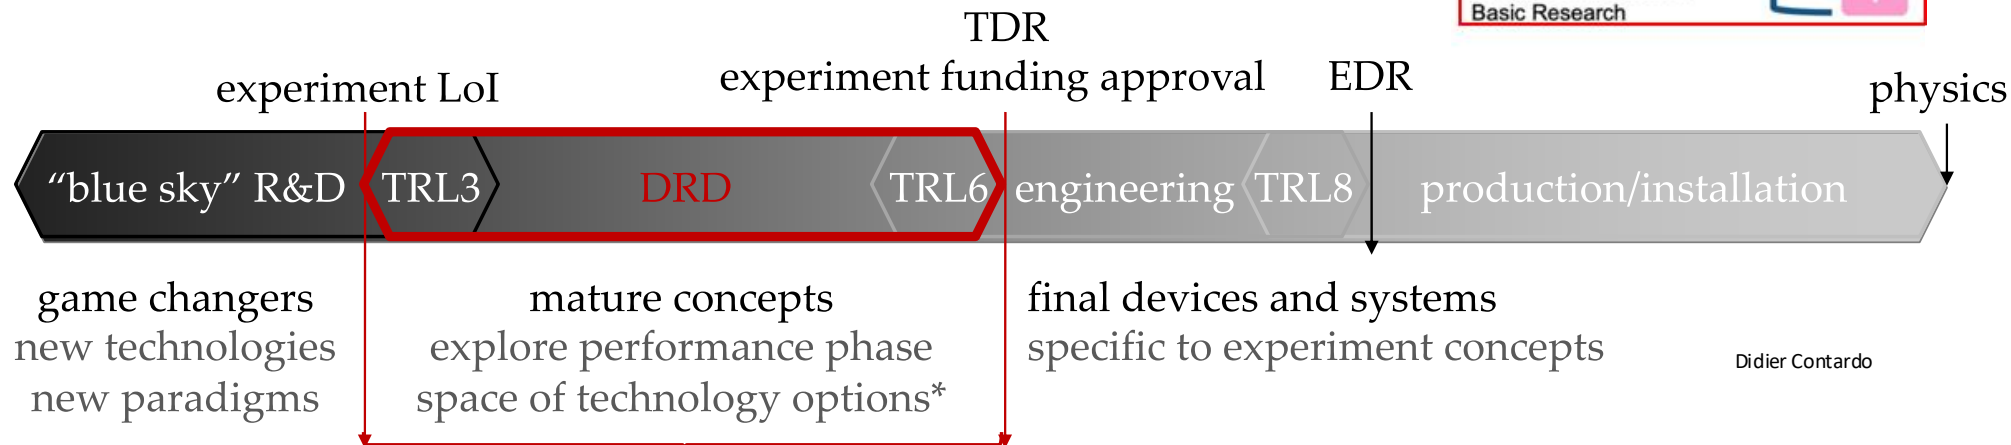 Basic Research
TDR
experiment LoI
experiment funding approval
EDR
physics
“blue sky” R&D
TRL3
DRD
TRL6
engineering
TRL8
production/installation
game changers
new technologies
new paradigms
mature concepts
explore performance phase
space of technology options*
final devices and systems
specific to experiment concepts
Didier Contardo